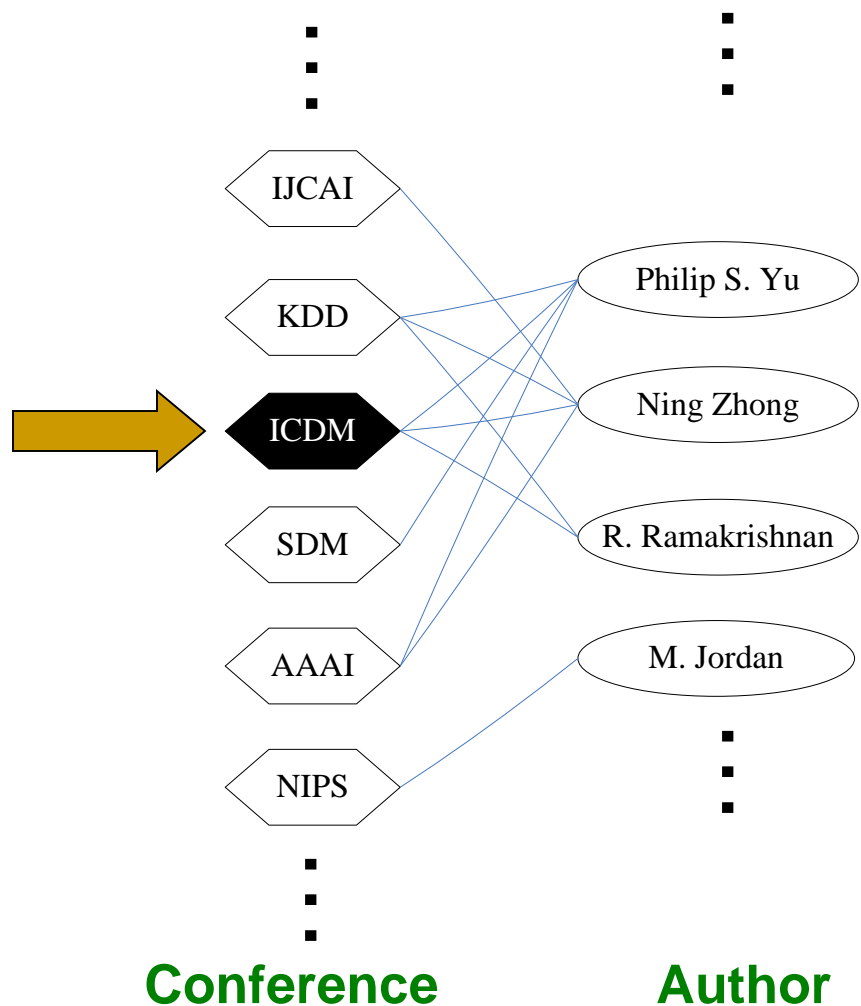 IJCAI
KDD
ICDM
SDM
AAAI
NIPS
Philip S. Yu
Ning Zhong
R. Ramakrishnan
M. Jordan
Conference
Author